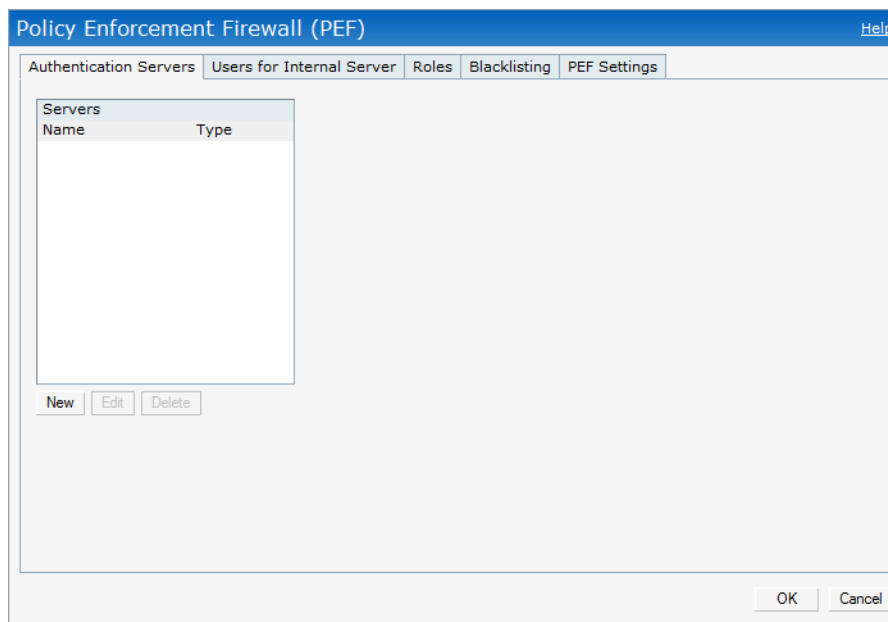 Policy Enforcement Firewall (PEF) Help
Authentication Servers Users for Internal Server Roles Blacklisting PEF Settings
Servers
Name Type
New Edit Delete
OK Cancel